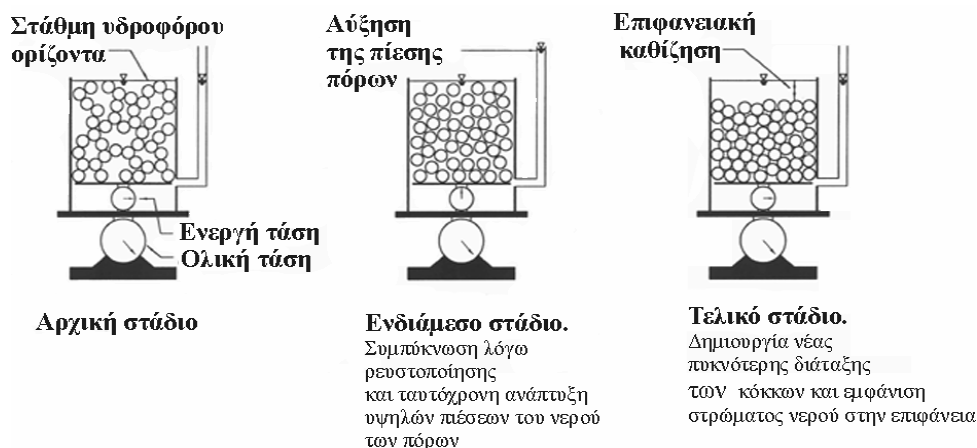 Στάθμη υδροφόρου
ορίζοντα
Αύξηση
της πίεσης
πόρων
Επιφανειακή
καθίζηση
Ενεργή τάση
Ολική τάση
Αρχική στάδιο
Ενδιάμεσο στάδιο.
Συμπύκνωση λόγω
ρευστοποίησης
και ταυτόχρονη ανάπτυξη
υψηλών πιέσεων του νερού
των πόρων
Τελικό στάδιο.
Δημιουργία νέας
πυκνότερης διάταξης
των κόκκων και εμφάνιση
στρώματος νερού στην επιφάνεια